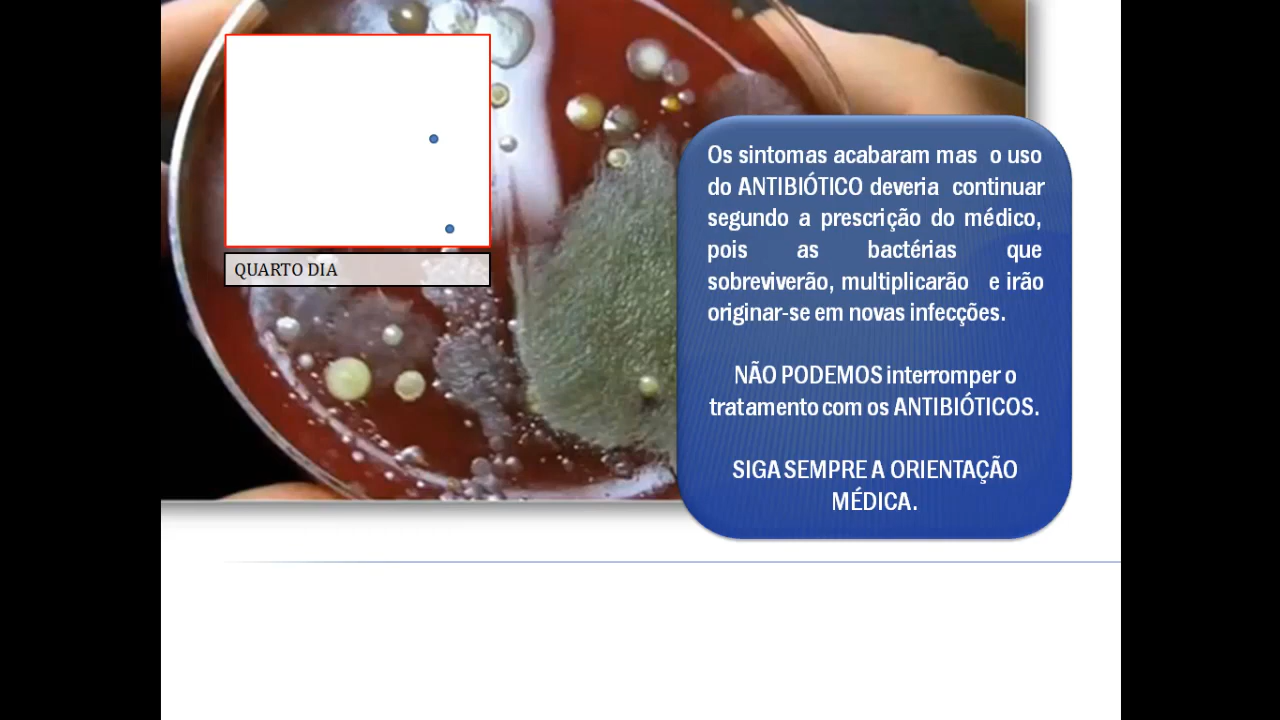 QUARTO DIA
Os sintomas acabaram mas o uso
do ANTIBIÓTICO deveria continuar
segundo a prescrição do médico,
pois as bactérias que
sobreviverão, multiplicarão e irão
originar-se em novas infecções.
NÃO PODEMOS interromper o
tratamento com os ANTIBIÓTICOS.
SIGA SEMPRE A ORIENTAÇÃO
MÉDICA.